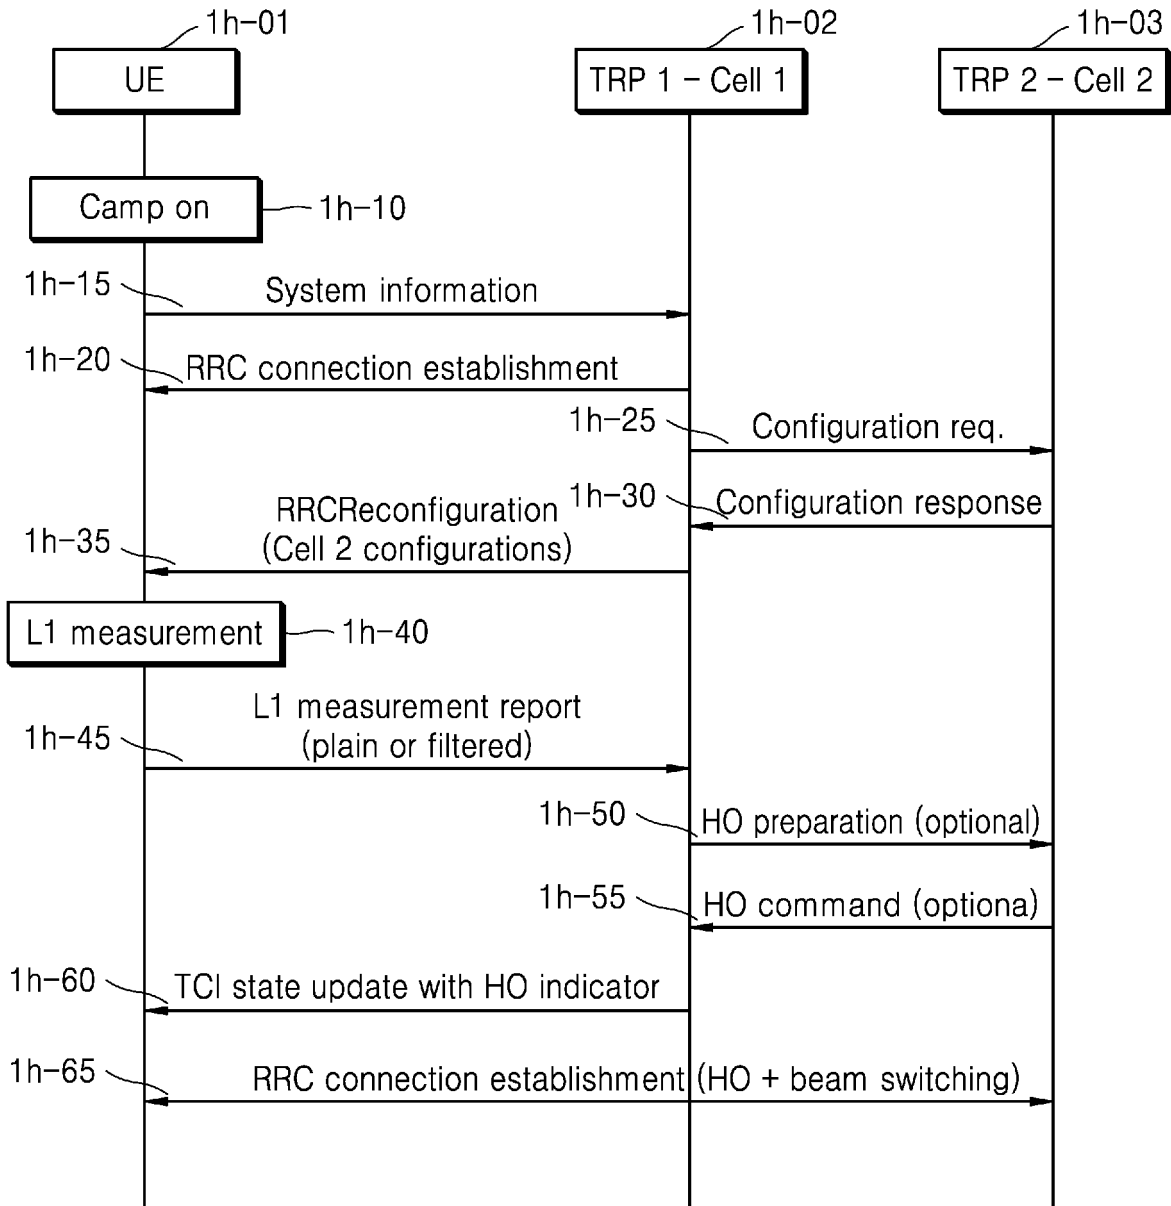 1h-01
1h-02
1h-03
UE
TRP 1 - Cell 1
TRP 2 - Cell 2
Camp on
1h-10
1h-15
System information
1h-20
RRC connection establishment
1h-25
Configuration req.
1h-30
Configuration response
RRCReconfiguration
(Cell 2 configurations)
1h-35
L1 measurement
1h-40
L1 measurement report
(plain or filtered)
1h-45
1h-50
HO preparation (optional)
1h-55
HO command (optiona)
1h-60
TCI state update with HO indicator
1h-65
RRC connection establishment (HO + beam switching)